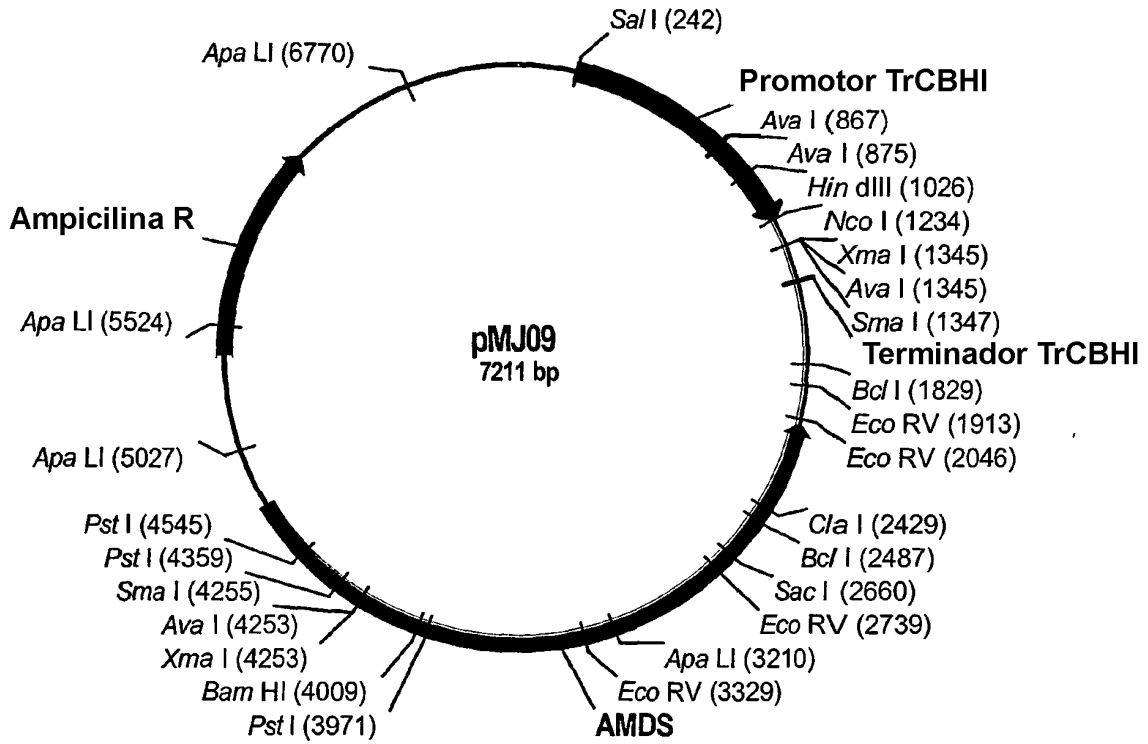 Sal I (242)
Apa LI (6770)
Promotor TrCBHI
Ava I (867)
Ava I (875)
Hin dIII (1026)
Nco I (1234)
Xma I (1345)
Ava I (1345)
Sma I (1347)
Terminador TrCBHI
Bcl I (1829)
Eco RV (1913)
Eco RV (2046)
Cla I (2429)
Bcl I (2487)
Sac I (2660)
Eco RV (2739)
Apa LI (3210)
Eco RV (3329)
AMDS
Pst I (3971)
Bam HI (4009)
Xma I (4253)
Ava I (4253)
Sma I (4255)
Pst I (4359)
Pst I (4545)
Apa LI (5027)
Apa LI (5524)
Ampicilina R
pMJ09
7211 bp